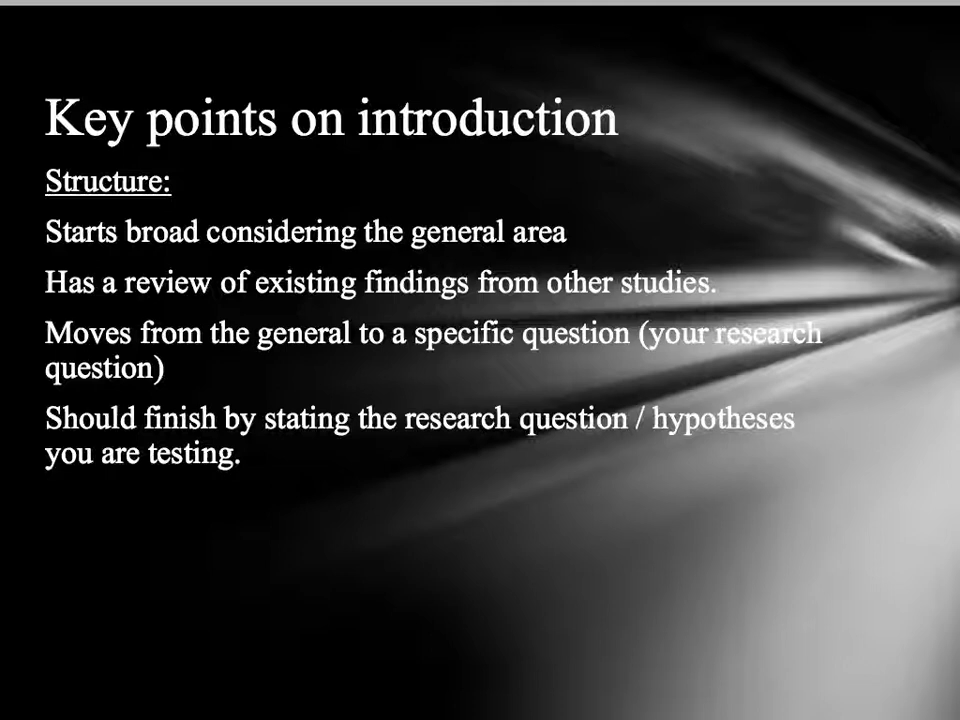 Key points on introduction
Structure:
Starts broad considering the general area
Has a review of existing findings from other studies.
Moves from the general to a specific question (your research
question)
Should finish by stating the research question / hypotheses
you are testing.